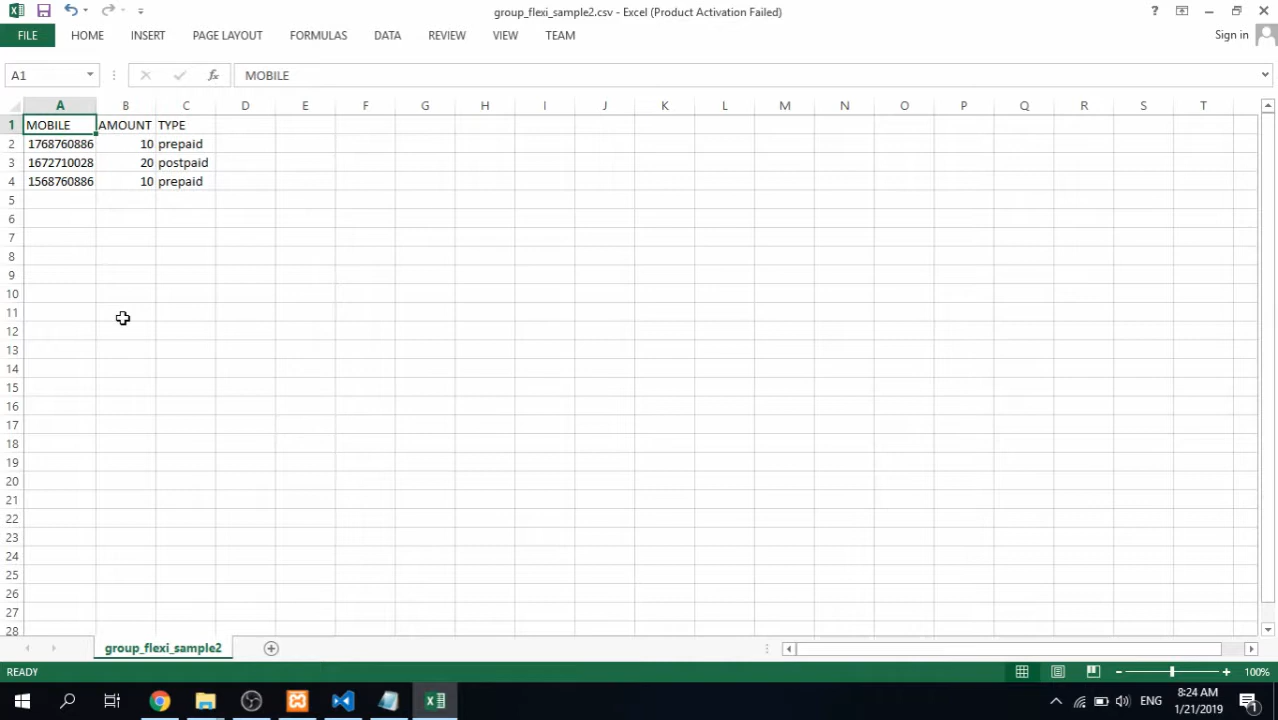 group_flexi_sample2.csv - Excel (Product Activation Failed)
?
FILE HOME INSERT PAGE LAYOUT FORMULAS DATA REVIEW VIEW TEAM Sign in
A1 fx MOBILE
A B C D E F G H I J K L M N O P Q R S T
1 MOBILE AMOUNT TYPE
2 1768760886 10 prepaid
3 1672710028 20 postpaid
4 1568760886 10 prepaid
5
6
7
8
9
10
11
12
13
14
15
16
17
18
19
20
21
22
23
24
25
26
27
28
group_flexi_sample2
READY 100%
ENG 8:24 AM
1/21/2019 1